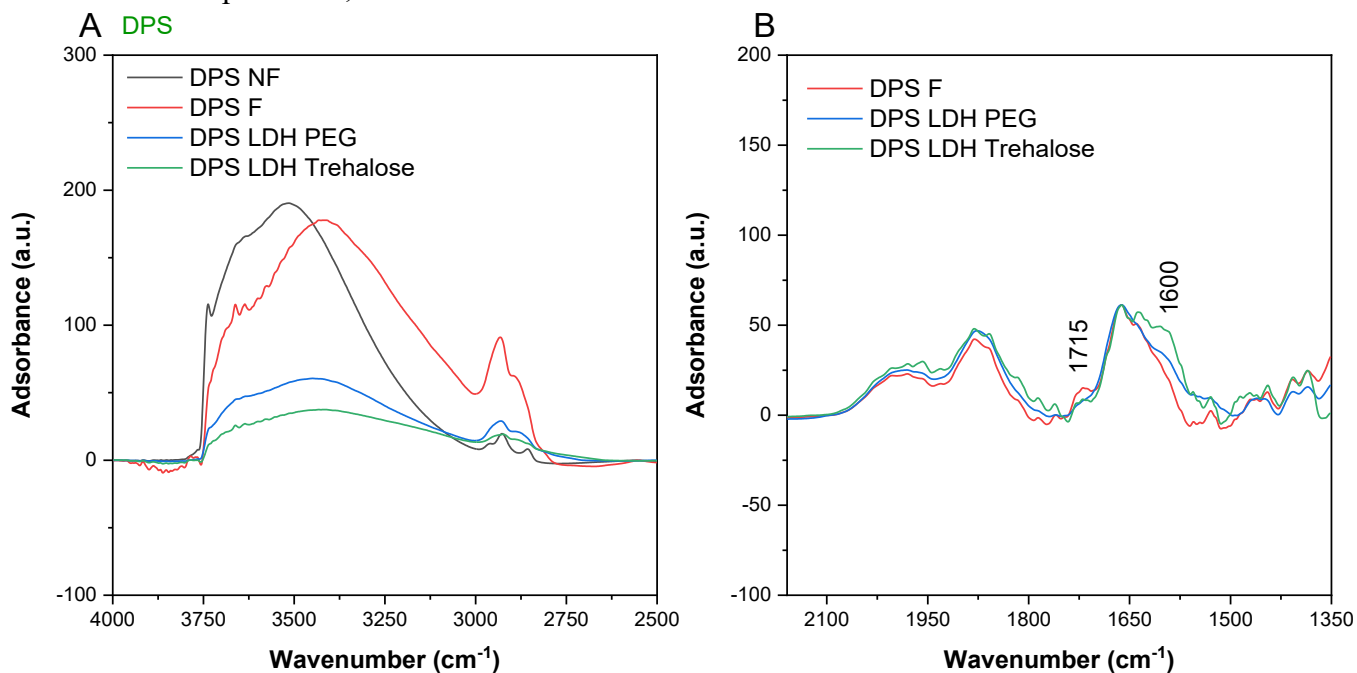 A
DPS
DPS NF
DPS F
DPS LDH PEG
DPS LDH Trehalose
300
200
100
0
-100
4000
3750
3500
3250
3000
2750
2500
Adsorbance (a.u.)
Wavenumber (cm-1)
B
DPS F
DPS LDH PEG
DPS LDH Trehalose
1715
1600
200
150
100
50
0
-50
-100
2100
1950
1800
1650
1500
1350
Adsorbance (a.u.)
Wavenumber (cm-1)